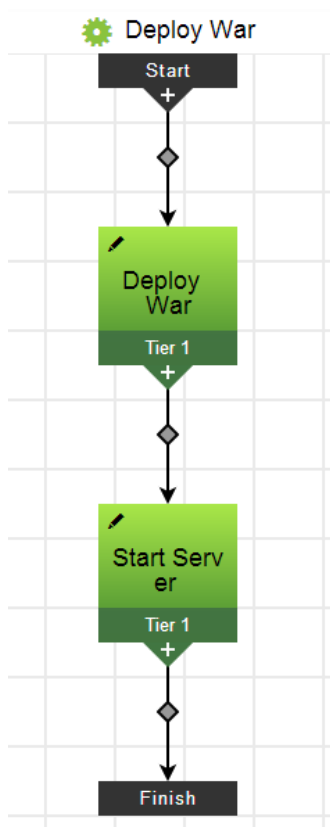 Deploy War
Start
+
Deploy
War
Tier 1
+
Start Serv
er
Tier 1
+
Finish